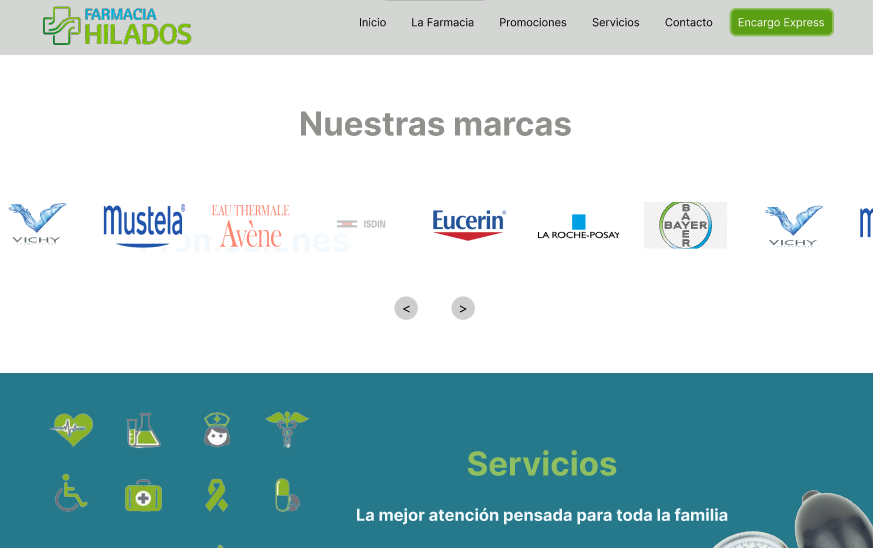 FARMACIA
HILADOS
Inicio La Farmacia Promociones Servicios Contacto Encargo Express
Nuestras marcas
VICHY Mustela® EAU THERMALE Avène ISDIN Eucerin® LA ROCHE-POSAY BAYER BAYER VICHY
< >
Servicios
La mejor atención pensada para toda la familia